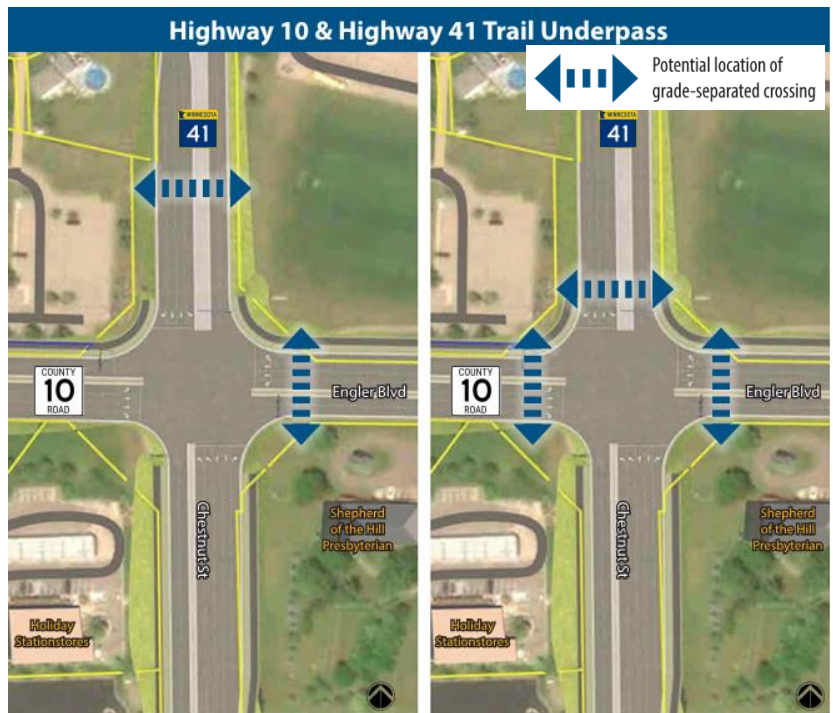 Highway 10 & Highway 41 Trail Underpass
Potential location of
grade-separated crossing
MINNESOTA
41
COUNTY
10
ROAD
Engler Blvd
Chestnut St
Shepherd
of the Hill
Presbyterian
Holiday
Stationstores
MINNESOTA
41
COUNTY
10
ROAD
Engler Blvd
Chestnut St
Shepherd
of the Hill
Presbyterian
Holiday
Stationstores